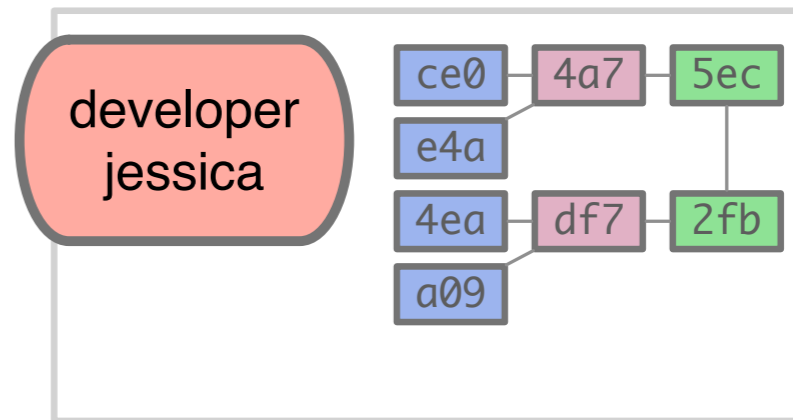 developer
jessica
ce0 4a7 5ec
e4a
4ea df7 2fb
a09